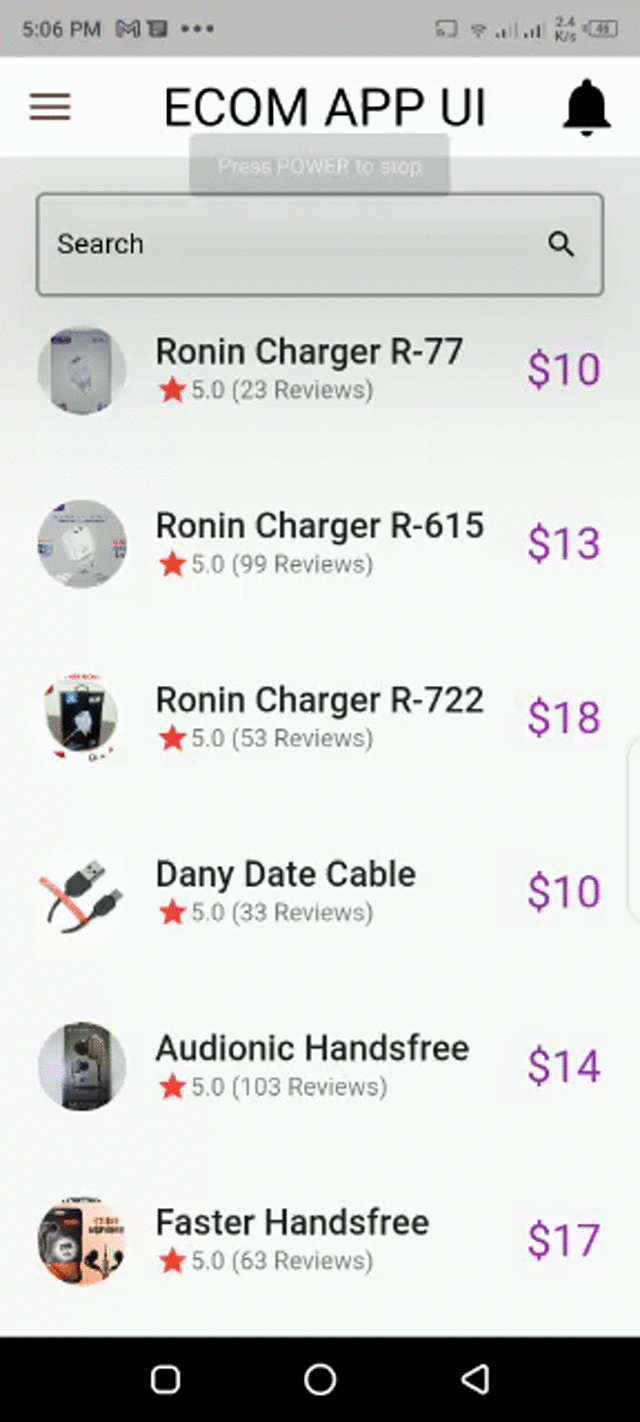 5:06 PM
2.4
K/s
46
ECOM APP UI
Press POWER to stop
Search
Ronin Charger R-77
5.0 (23 Reviews)
$10
Ronin Charger R-615
5.0 (99 Reviews)
$13
Ronin Charger R-722
5.0 (53 Reviews)
$18
Dany Date Cable
5.0 (33 Reviews)
$10
Audionic Handsfree
5.0 (103 Reviews)
$14
Faster Handsfree
5.0 (63 Reviews)
$17